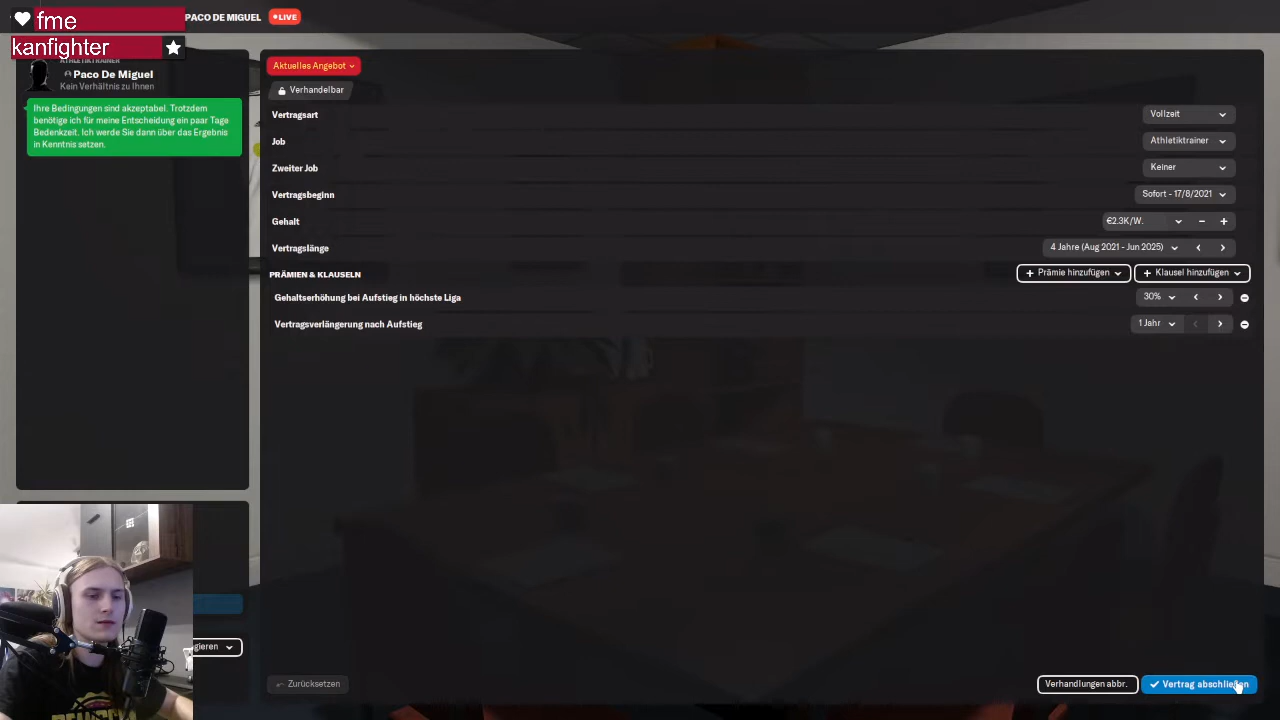 fme
PACO DE MIGUEL
LIVE
kanfighter
ATHLETIKTRAINER
Paco De Miguel
Kein Verhältnis zu Ihnen
Ihre Bedingungen sind akzeptabel. Trotzdem
benötige ich für meine Entscheidung ein paar Tage
Bedenkzeit. Ich werde Sie dann über das Ergebnis
in Kenntnis setzen.
Aktuelles Angebot
Verhandelbar
Vertragsart
Vollzeit
Job
Athletiktrainer
Zweiter Job
Keiner
Vertragsbeginn
Sofort - 17/8/2021
Gehalt
€2.3K/W.
Vertragslänge
4 Jahre (Aug 2021 - Jun 2025)
PRÄMIEN & KLAUSELN
Prämie hinzufügen
Klausel hinzufügen
Gehaltserhöhung bei Aufstieg in höchste Liga
30%
Vertragsverlängerung nach Aufstieg
1 Jahr
gieren
Zurücksetzen
Verhandlungen abbr.
Vertrag abschließen